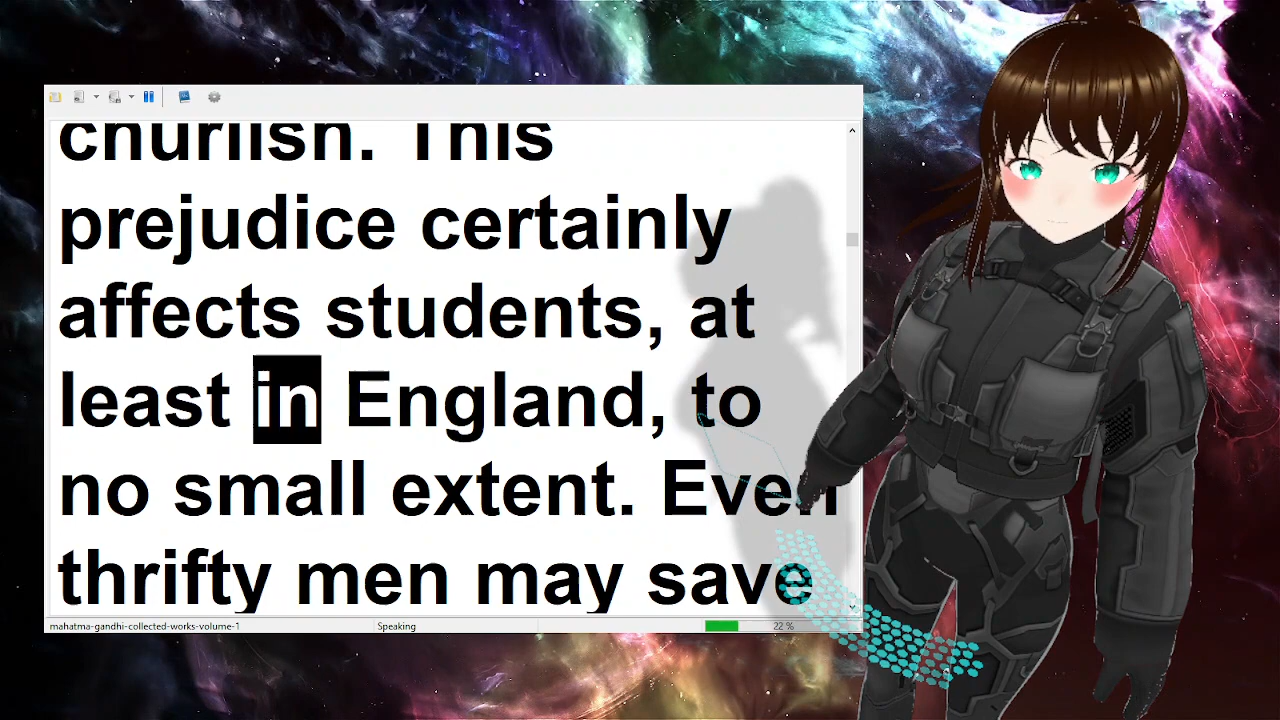 churlish. This
prejudice certainly
affects students, at
least in England, to
no small extent. Even
thrifty men may save
mahatma-gandhi-collected-works-volume-1 Speaking 22 %